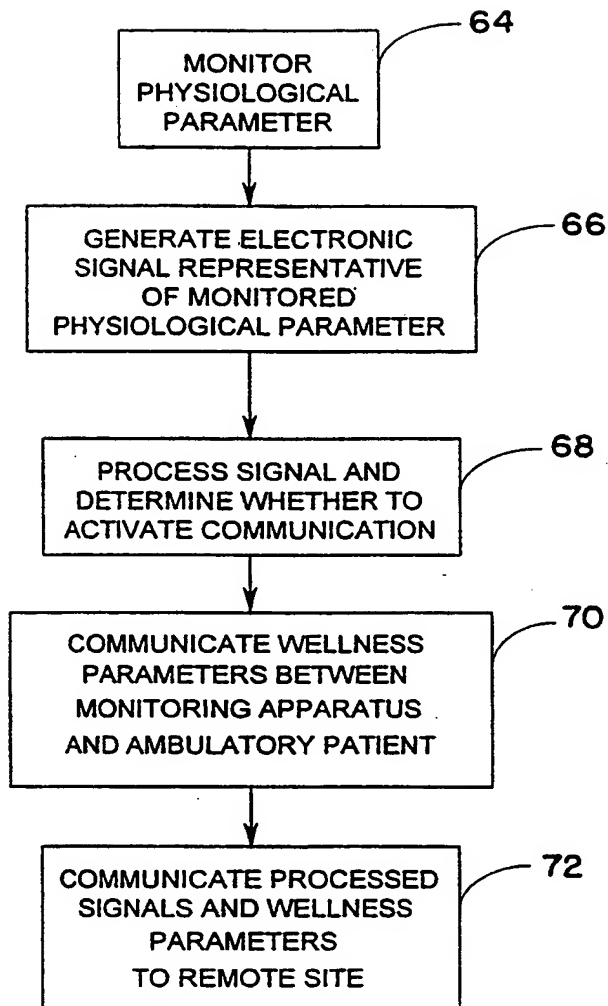 64
MONITOR
PHYSIOLOGICAL
PARAMETER
66
GENERATE ELECTRONIC
SIGNAL REPRESENTATIVE
OF MONITORED
PHYSIOLOGICAL PARAMETER
68
PROCESS SIGNAL AND
DETERMINE WHETHER TO
ACTIVATE COMMUNICATION
70
COMMUNICATE WELLNESS
PARAMETERS BETWEEN
MONITORING APPARATUS
AND AMBULATORY PATIENT
72
COMMUNICATE PROCESSED
SIGNALS AND WELLNESS
PARAMETERS
TO REMOTE SITE